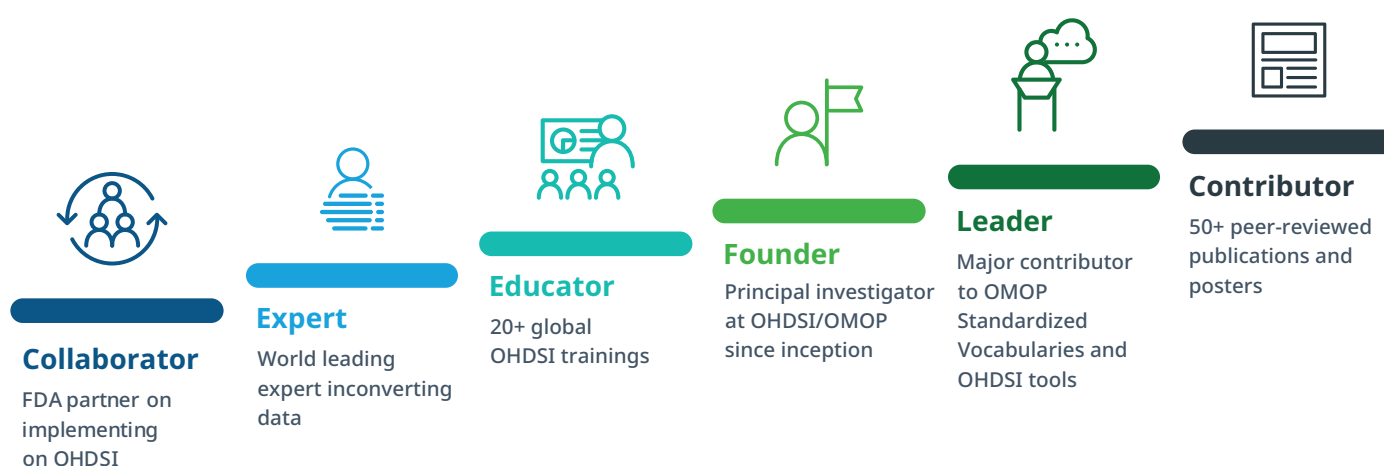 Collaborator
FDA partner on
implementing
on OHDSI
Expert
World leading
expert inconverting
data
Educator
20+ global
OHDSI trainings
Founder
Principal investigator
at OHDSI/OMOP
since inception
Leader
Major contributor
to OMOP
Standardized
Vocabularies and
OHDSI tools
Contributor
50+ peer-reviewed
publications and
posters